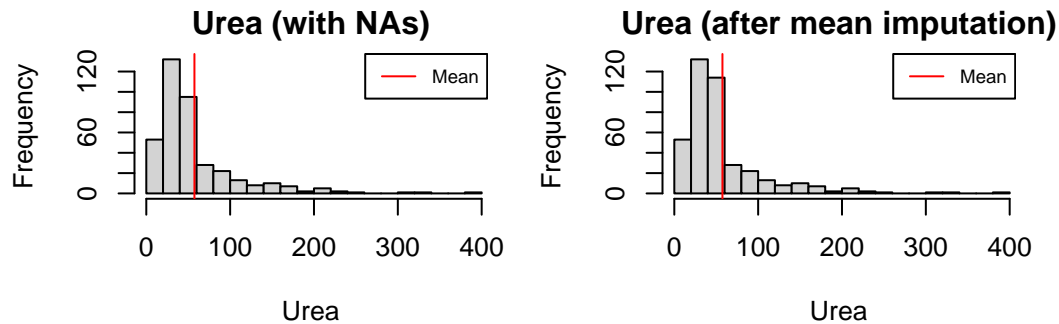 Urea (with NAs)
Frequency
0 60 120
Mean
0 100 200 300 400
Urea
Urea (after mean imputation)
Frequency
0 60 120
Mean
0 100 200 300 400
Urea